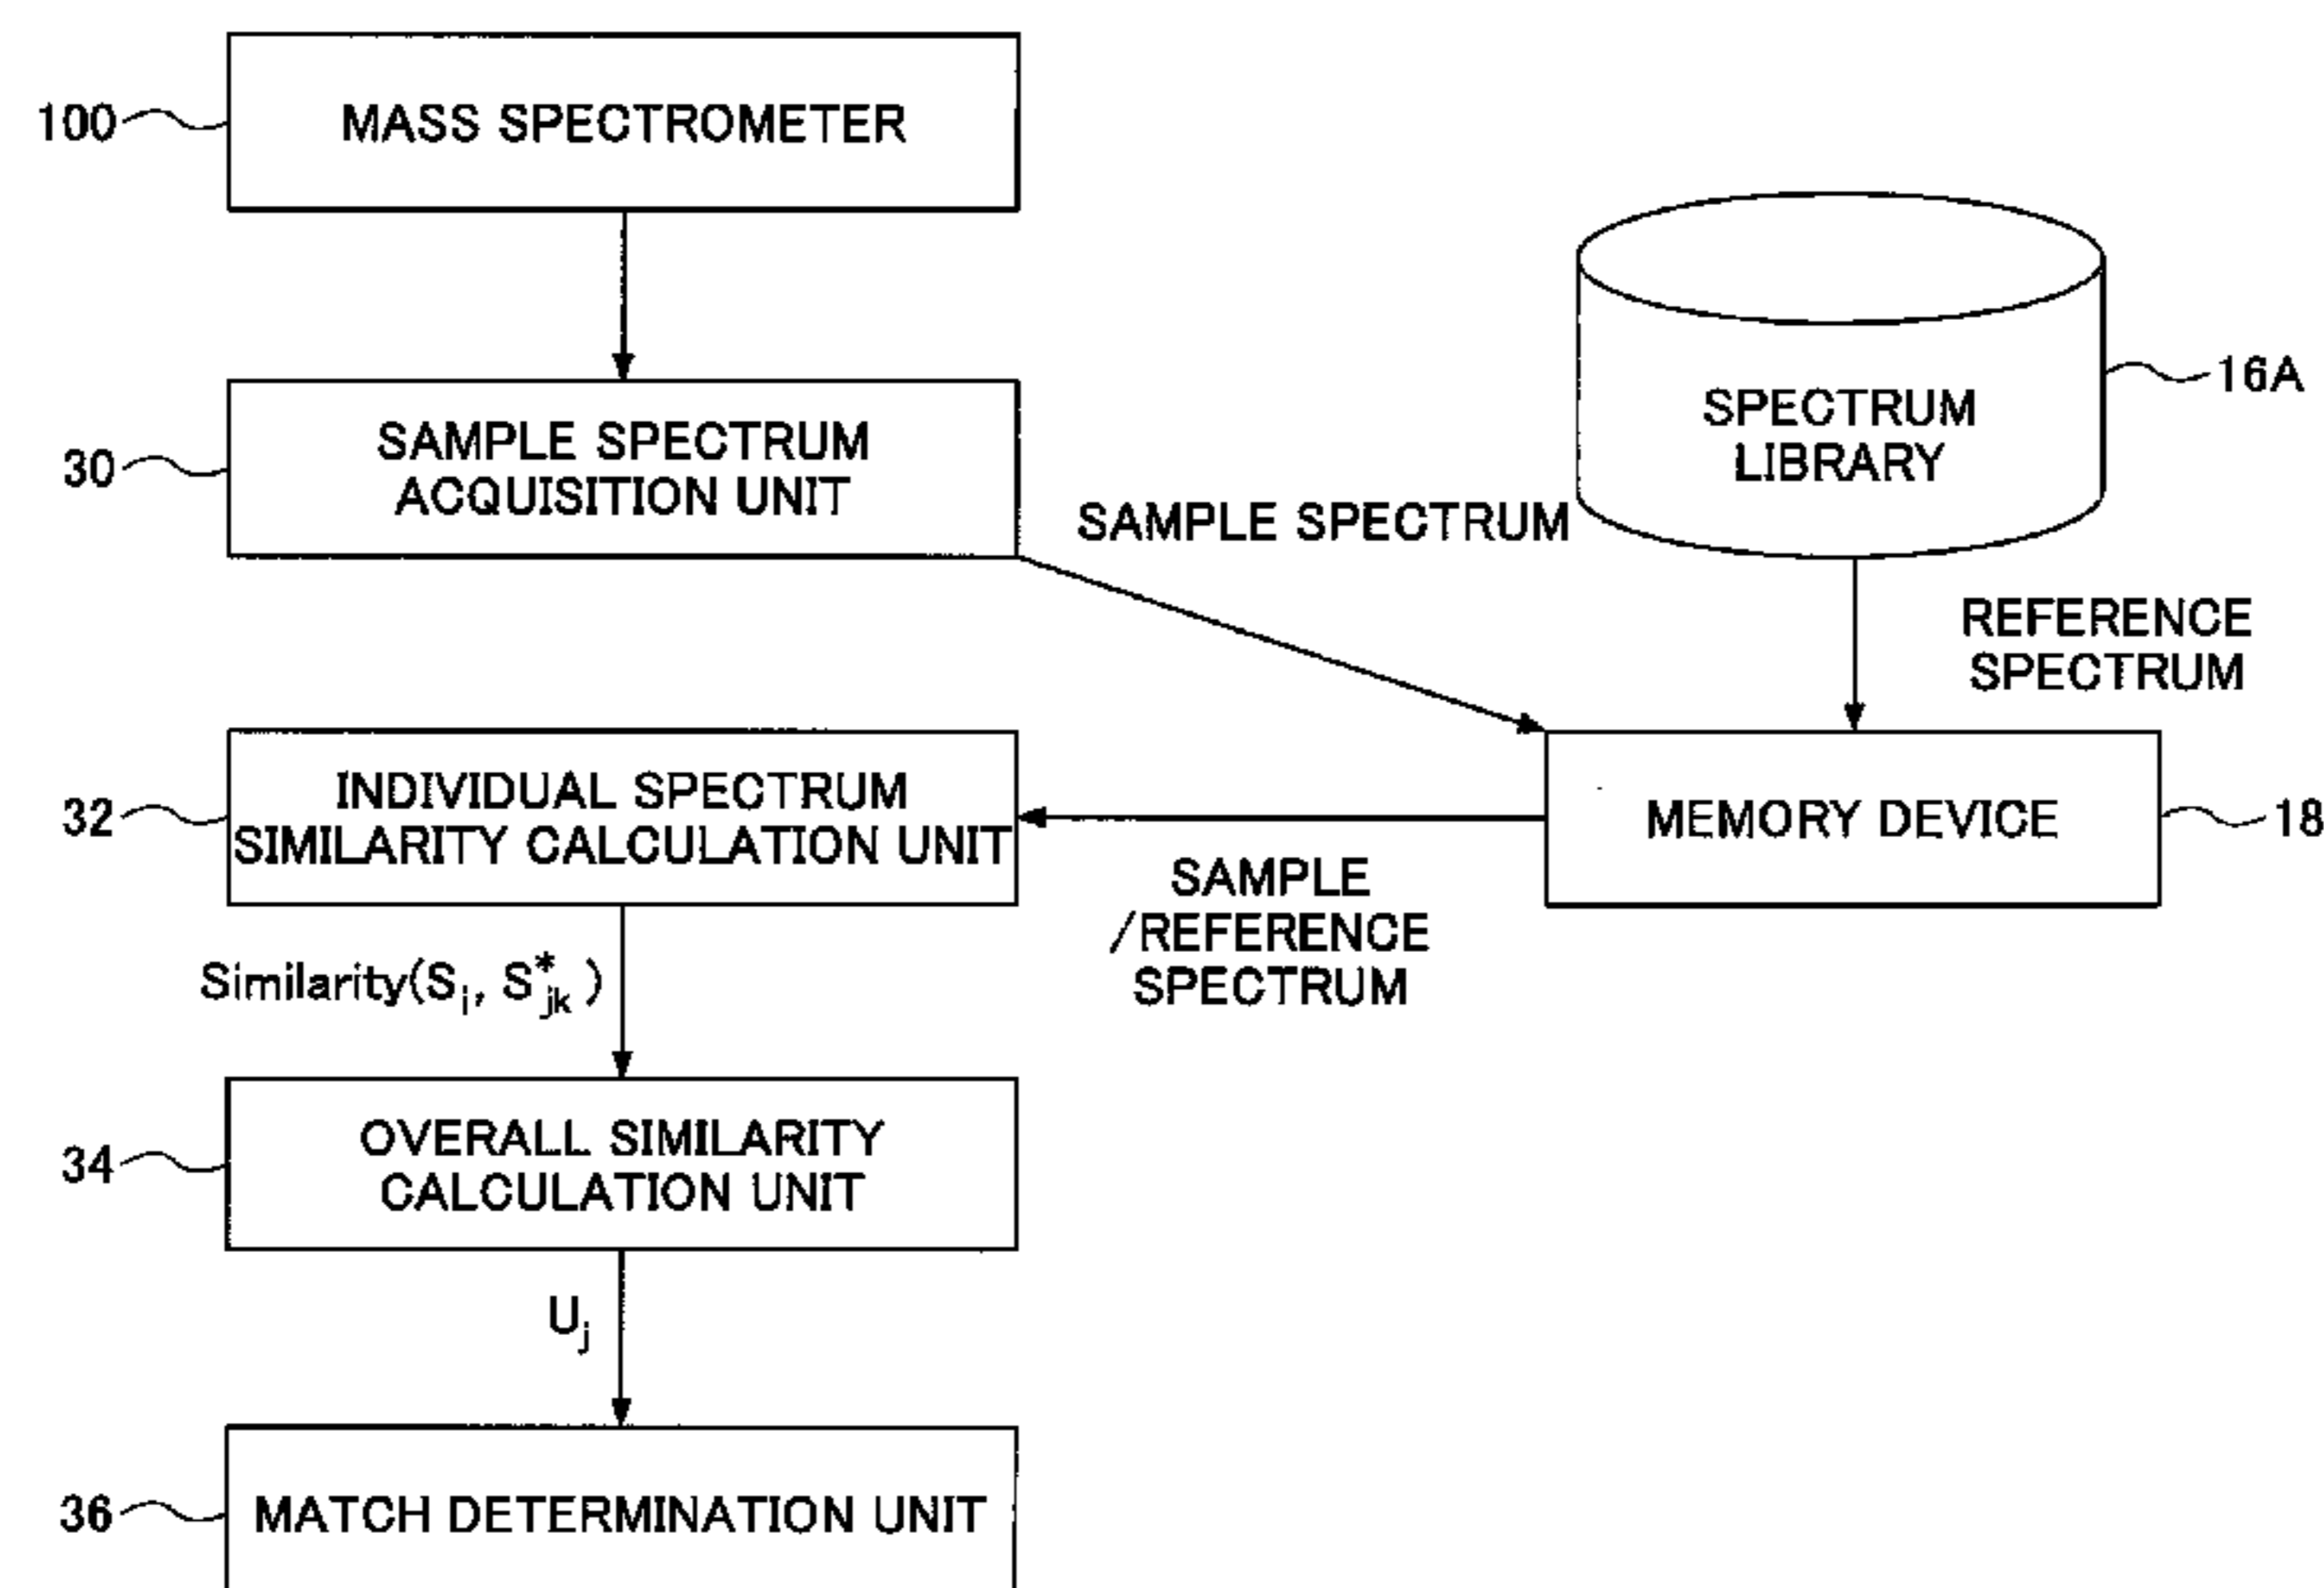 100
MASS SPECTROMETER
30
SAMPLE SPECTRUM
ACQUISITION UNIT
SPECTRUM
LIBRARY
16A
SAMPLE SPECTRUM
REFERENCE
SPECTRUM
32
INDIVIDUAL SPECTRUM
SIMILARITY CALCULATION UNIT
MEMORY DEVICE
18
SAMPLE
/REFERENCE
SPECTRUM
Similarity(S_i, S*_jk)
34
OVERALL SIMILARITY
CALCULATION UNIT
U_j
36
MATCH DETERMINATION UNIT